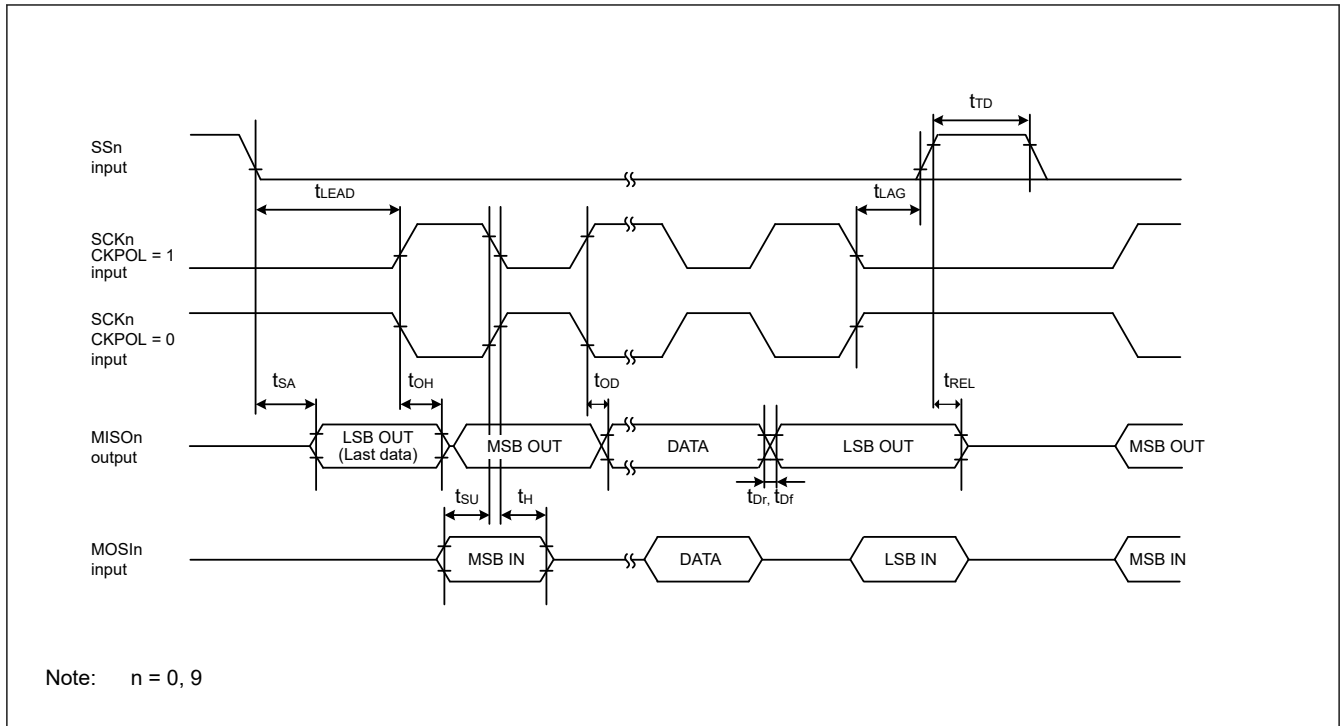 tTD
SSn
input
tLEAD
tLAG
SCKn
CKPOL = 1
input
SCKn
CKPOL = 0
input
tSA
tOH
tOD
tREL
MISOn
output
LSB OUT
(Last data)
MSB OUT
DATA
LSB OUT
MSB OUT
tSU
tH
tDr, tDf
MOSIn
input
MSB IN
DATA
LSB IN
MSB IN
Note: n = 0, 9